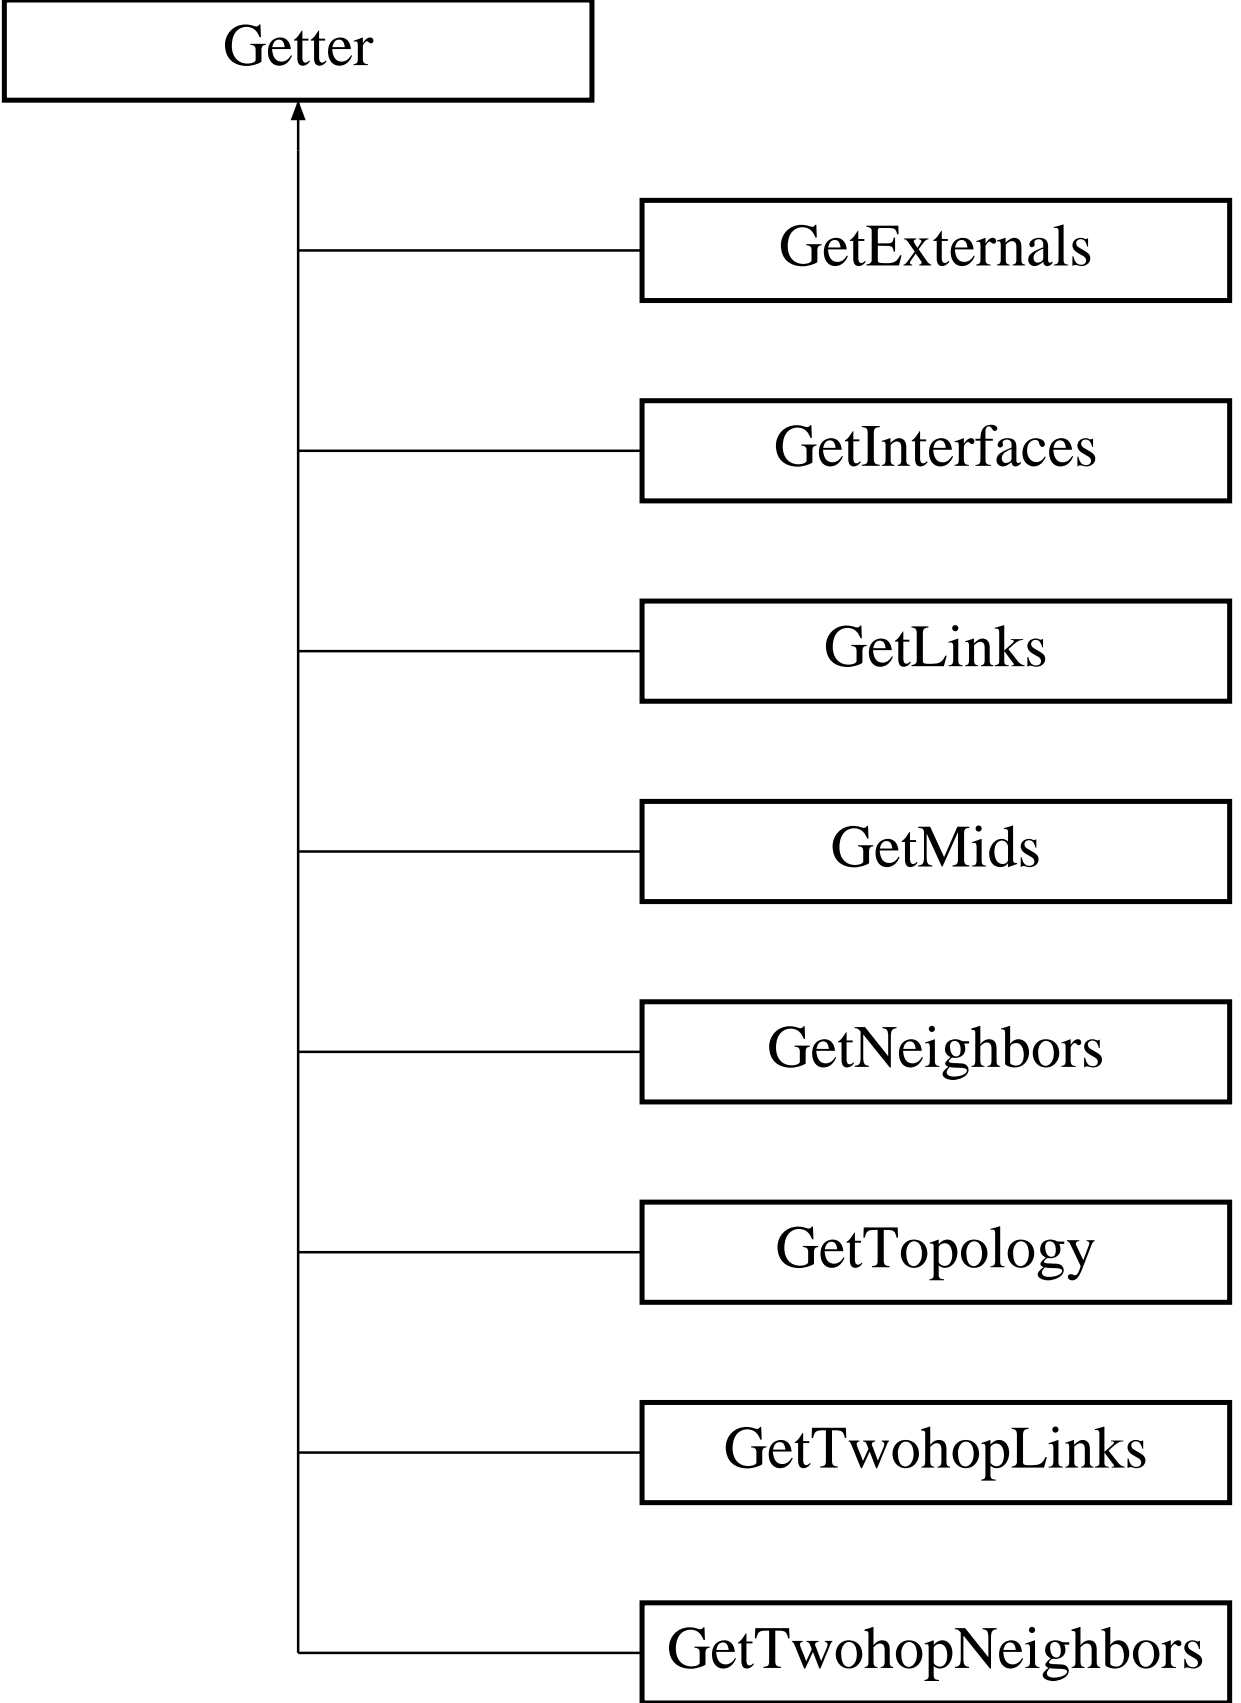 Getter
GetExternals
GetInterfaces
GetLinks
GetMids
GetNeighbors
GetTopology
GetTwohopLinks
GetTwohopNeighbors